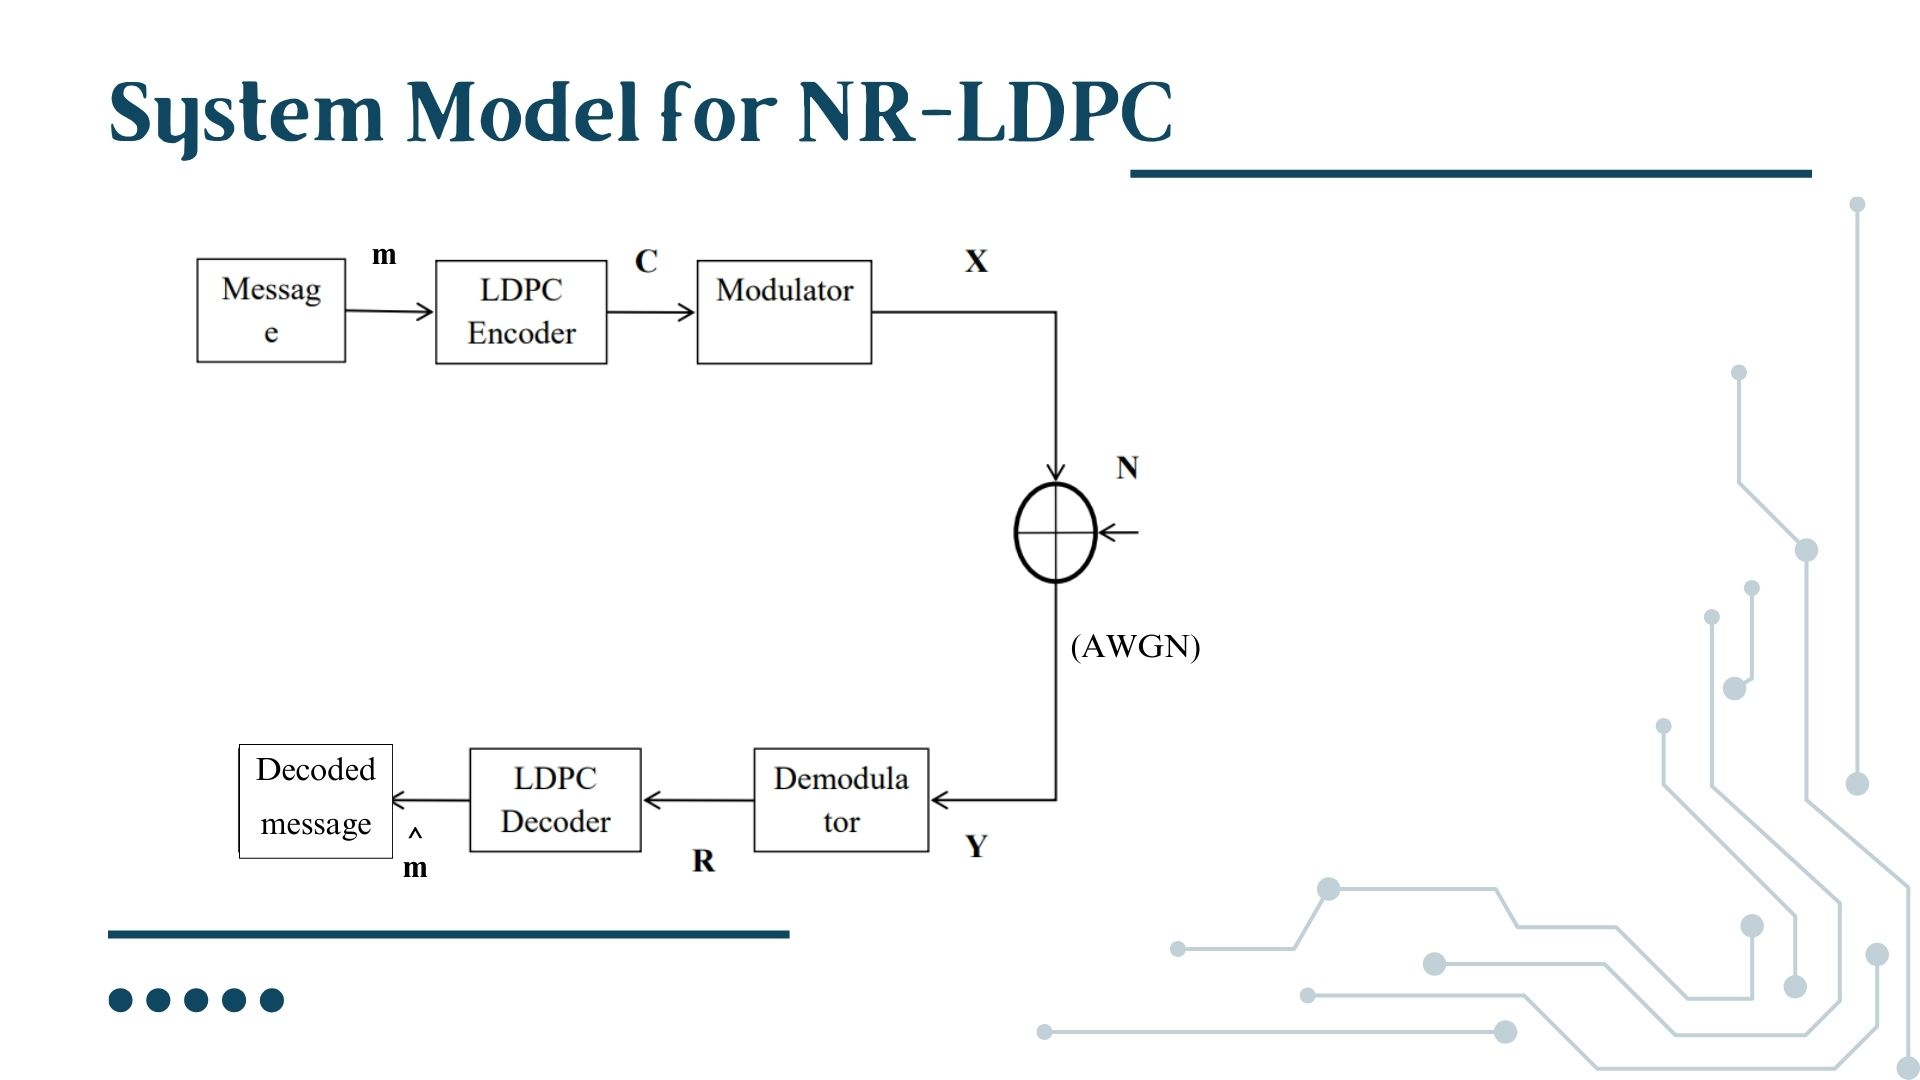 System Model for NR-LDPC
m
C
X
Messag
e
LDPC
Encoder
Modulator
N
(AWGN)
Decoded
message
LDPC
Decoder
Demodula
tor
^
m
R
Y